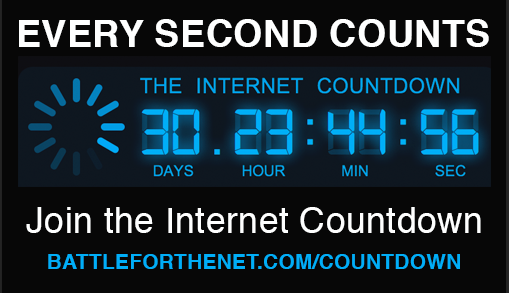 EVERY SECOND COUNTS
THE INTERNET COUNTDOWN
30.23:44:56
DAYS HOUR MIN SEC
Join the Internet Countdown
BATTLEFORTHENET.COM/COUNTDOWN